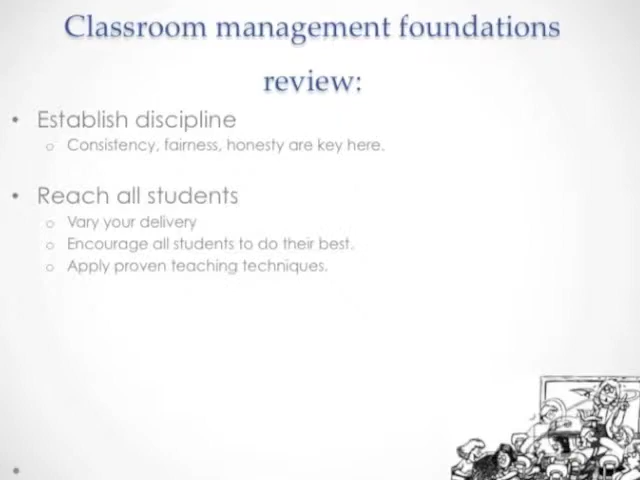 Classroom management foundations
review:
• Establish discipline
o Consistency, fairness, honesty are key here.
• Reach all students
o Vary your delivery
o Encourage all students to do their best.
o Apply proven teaching techniques.